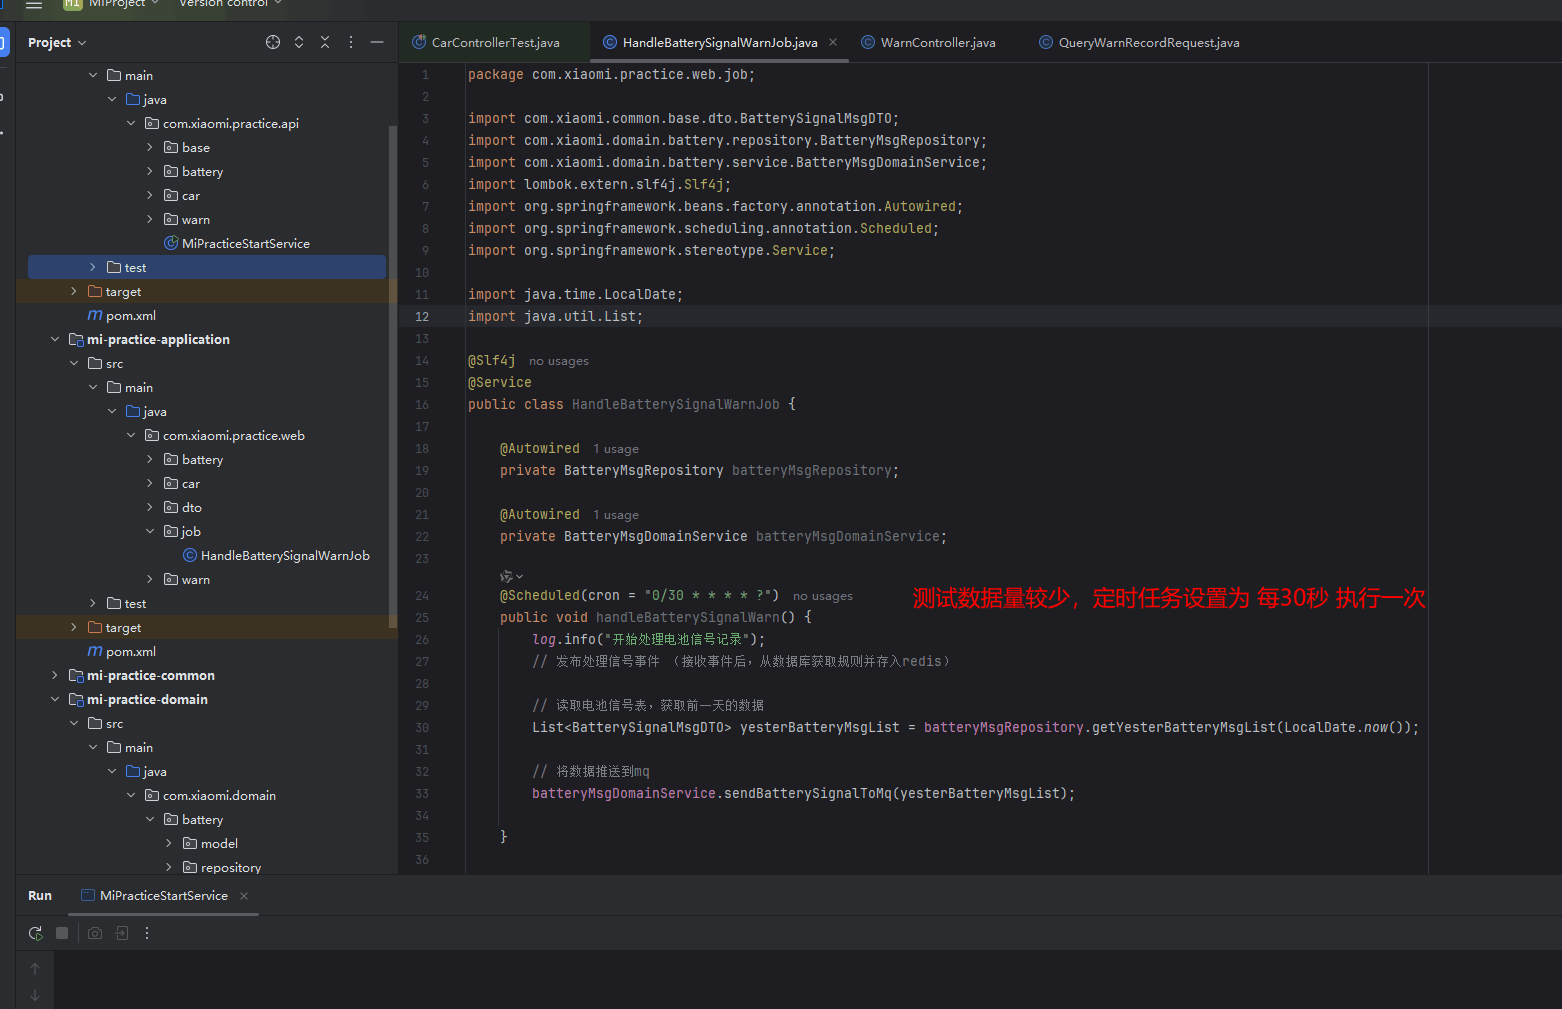 Mi MiProject Version control
Project
CarControllerTest.java HandleBatterySignalWarnJob.java WarnController.java QueryWarnRecordRequest.java
main
java
com.xiaomi.practice.api
base
battery
car
warn
MiPracticeStartService
test
target
pom.xml
mi-practice-application
src
main
java
com.xiaomi.practice.web
battery
car
dto
job
HandleBatterySignalWarnJob
warn
test
target
pom.xml
mi-practice-common
mi-practice-domain
src
main
java
com.xiaomi.domain
battery
model
repository
1 package com.xiaomi.practice.web.job;
2
3 import com.xiaomi.common.base.dto.BatterySignalMsgDTO;
4 import com.xiaomi.domain.battery.repository.BatteryMsgRepository;
5 import com.xiaomi.domain.battery.service.BatteryMsgDomainService;
6 import lombok.extern.slf4j.Slf4j;
7 import org.springframework.beans.factory.annotation.Autowired;
8 import org.springframework.scheduling.annotation.Scheduled;
9 import org.springframework.stereotype.Service;
10
11 import java.time.LocalDate;
12 import java.util.List;
13
14 @Slf4j no usages
15 @Service
16 public class HandleBatterySignalWarnJob {
17
18 @Autowired 1 usage
19 private BatteryMsgRepository batteryMsgRepository;
20
21 @Autowired 1 usage
22 private BatteryMsgDomainService batteryMsgDomainService;
23
24 @Scheduled(cron = "0/30 * * * * ?") no usages 测试数据量较少，定时任务设置为 每30秒 执行一次
25 public void handleBatterySignalWarn() {
26 log.info("开始处理电池信号记录");
27 // 发布处理信号事件 （接收事件后，从数据库获取规则并存入redis）
28
29 // 读取电池信号表，获取前一天的数据
30 List<BatterySignalMsgDTO> yesterBatteryMsgList = batteryMsgRepository.getYesterBatteryMsgList(LocalDate.now());
31
32 // 将数据推送到mq
33 batteryMsgDomainService.sendBatterySignalToMq(yesterBatteryMsgList);
34
35 }
36
Run MiPracticeStartService